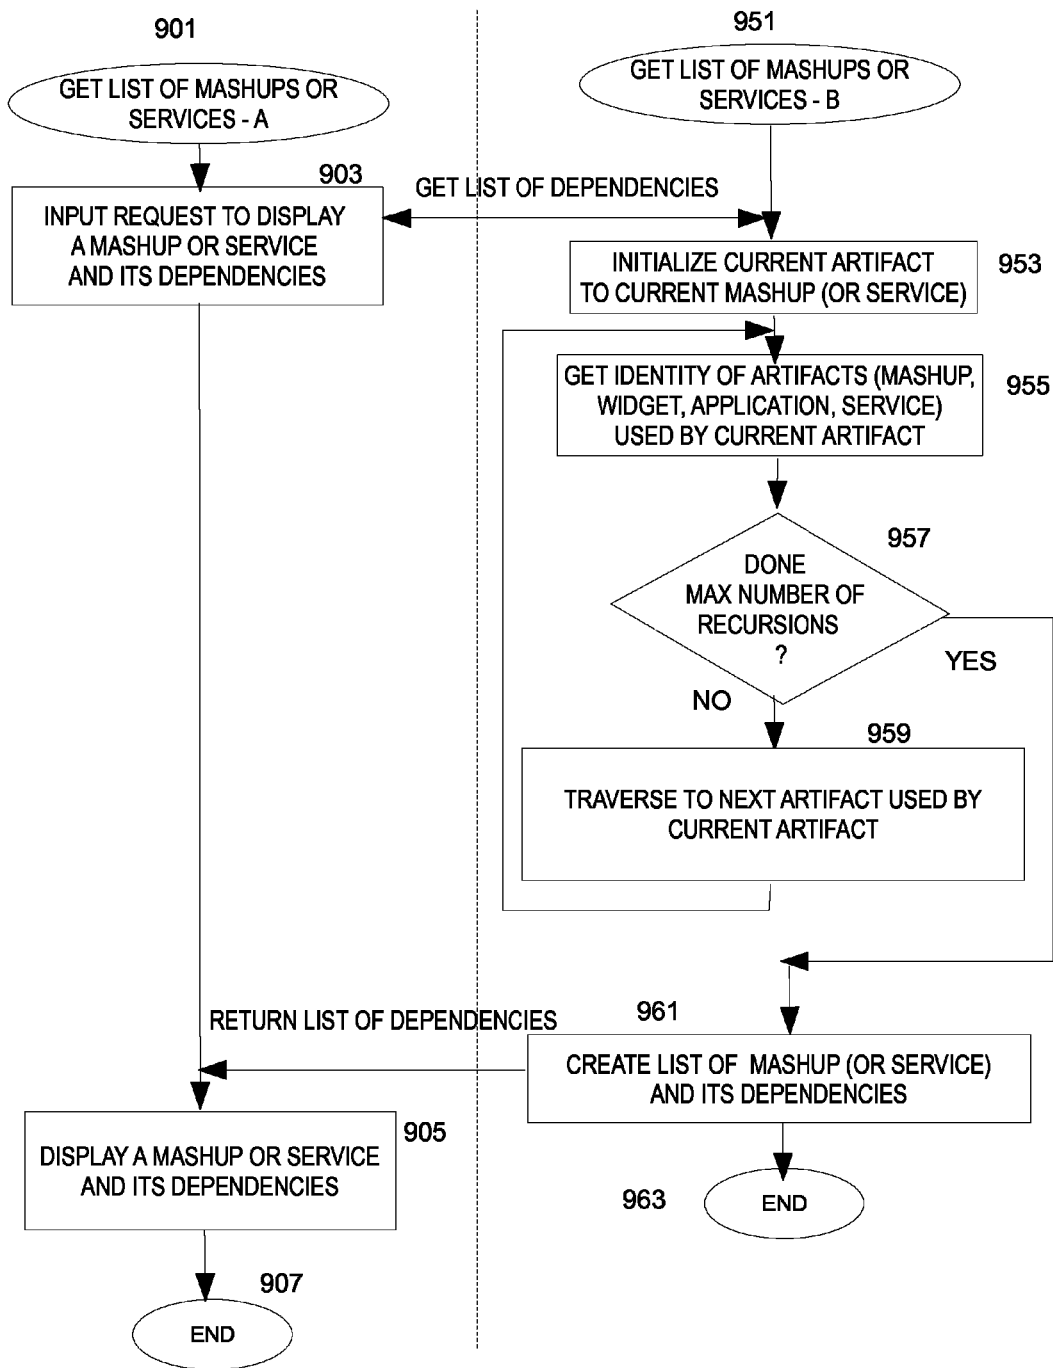 901
GET LIST OF MASHUPS OR
SERVICES - A
903
INPUT REQUEST TO DISPLAY
A MASHUP OR SERVICE
AND ITS DEPENDENCIES
GET LIST OF DEPENDENCIES
951
GET LIST OF MASHUPS OR
SERVICES - B
INITIALIZE CURRENT ARTIFACT
TO CURRENT MASHUP (OR SERVICE)
953
GET IDENTITY OF ARTIFACTS (MASHUP,
WIDGET, APPLICATION, SERVICE)
USED BY CURRENT ARTIFACT
955
957
DONE
MAX NUMBER OF
RECURSIONS
?
YES
NO
959
TRAVERSE TO NEXT ARTIFACT USED BY
CURRENT ARTIFACT
961
CREATE LIST OF MASHUP (OR SERVICE)
AND ITS DEPENDENCIES
RETURN LIST OF DEPENDENCIES
963
END
905
DISPLAY A MASHUP OR SERVICE
AND ITS DEPENDENCIES
907
END